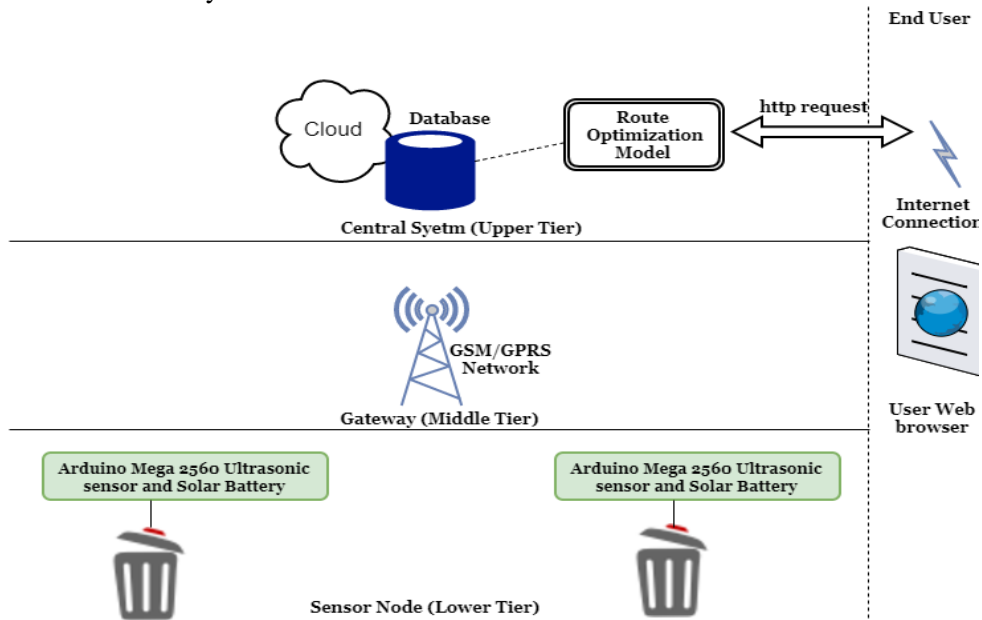 End User
http request
Cloud
Database
Route
Optimization
Model
Internet
Connection
Central Sytem (Upper Tier)
GSM/GPRS
Network
Gateway (Middle Tier)
User Web
browser
Arduino Mega 2560 Ultrasonic
sensor and Solar Battery
Arduino Mega 2560 Ultrasonic
sensor and Solar Battery
Sensor Node (Lower Tier)